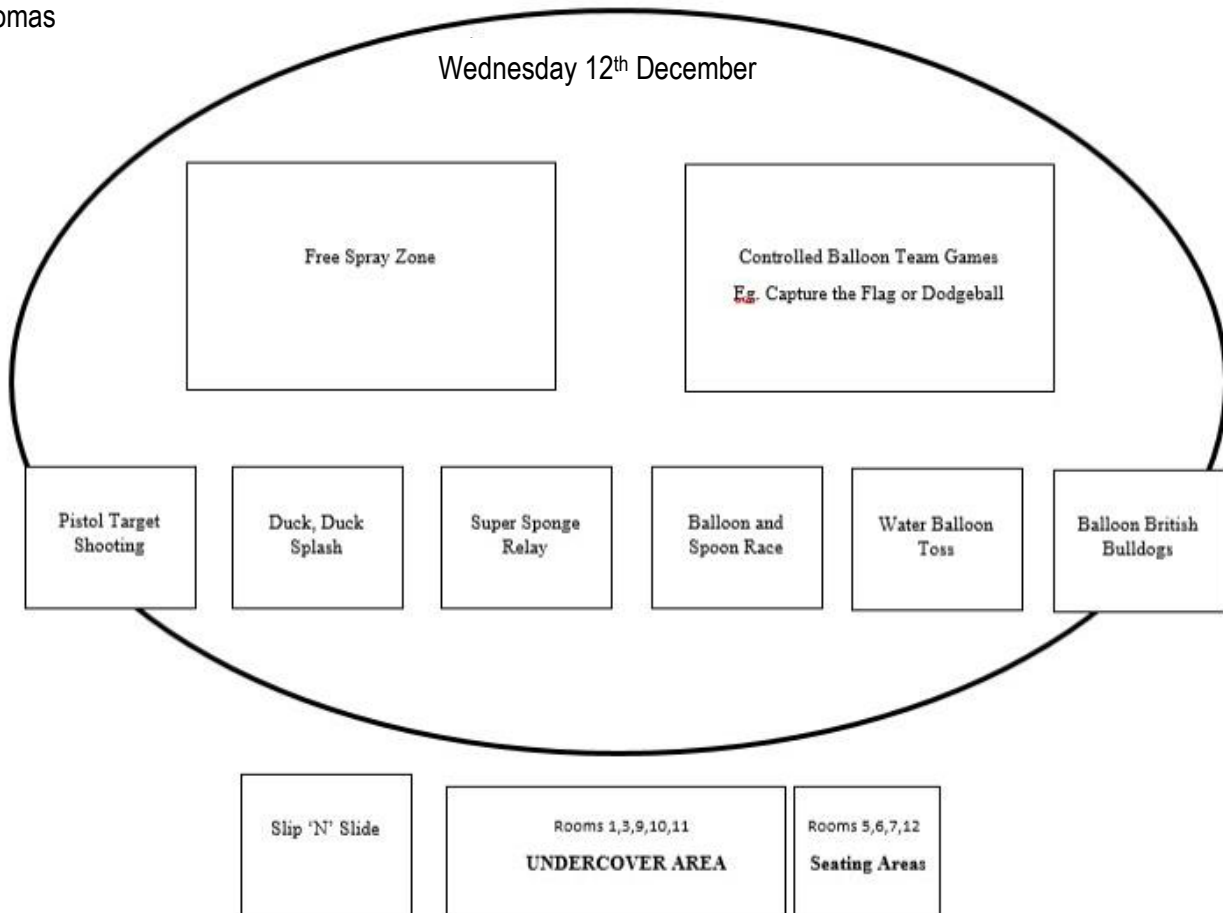 omas
Wednesday 12th December
Free Spray Zone
Controlled Balloon Team Games
Eg. Capture the Flag or Dodgeball
Pistol Target
Shooting
Duck, Duck
Splash
Super Sponge
Relay
Balloon and
Spoon Race
Water Balloon
Toss
Balloon British
Bulldogs
Slip ‘N’ Slide
Rooms 1,3,9,10,11
UNDERCOVER AREA
Rooms 5,6,7,12
Seating Areas